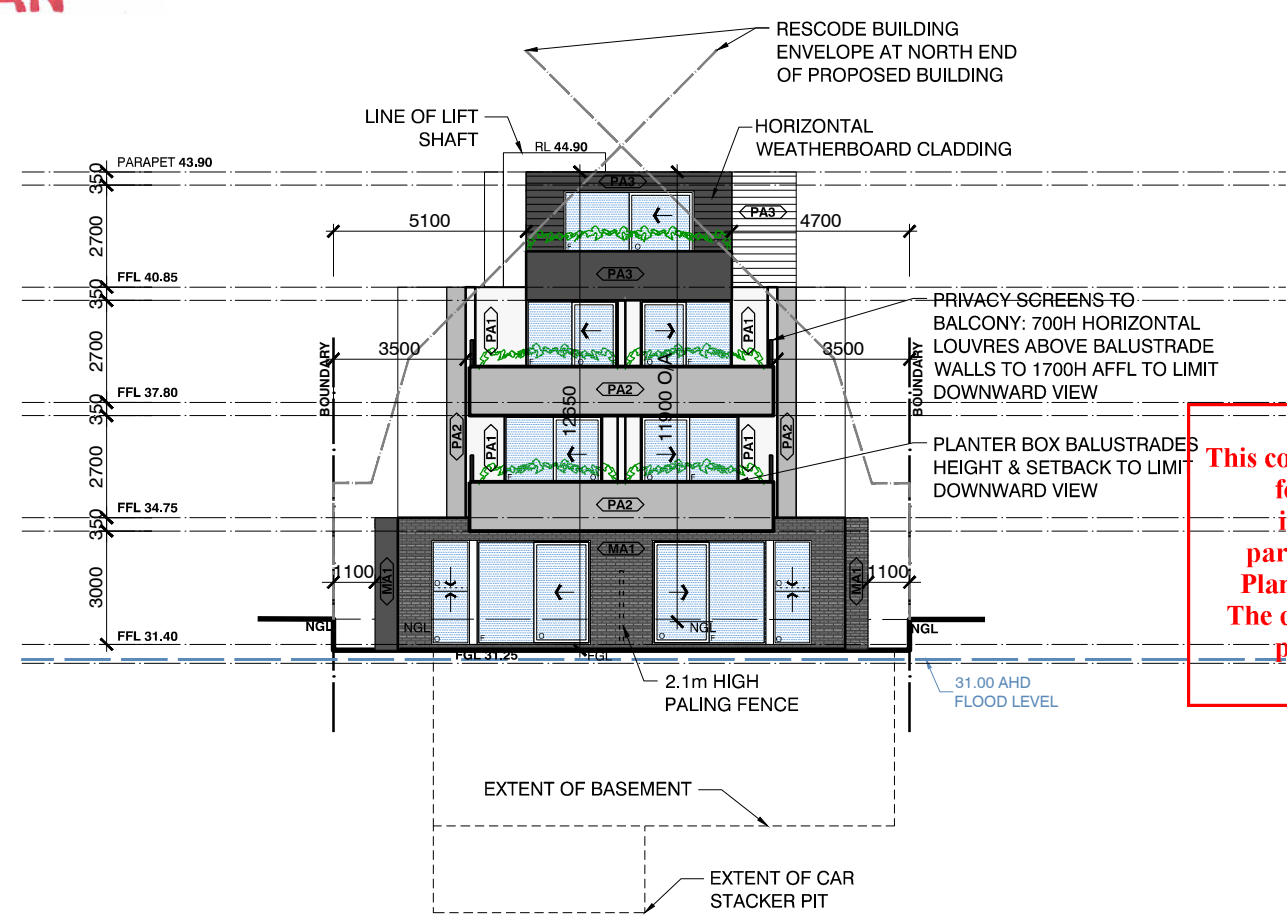 AN
RESCODE BUILDING
ENVELOPE AT NORTH END
OF PROPOSED BUILDING
LINE OF LIFT
SHAFT
RL 44.90
HORIZONTAL
WEATHERBOARD CLADDING
PARAPET 43.90
350
PA3
PA3
5100
4700
2700
FFL 40.85
PA3
350
PRIVACY SCREENS TO
BALCONY: 700H HORIZONTAL
LOUVRES ABOVE BALUSTRADE
WALLS TO 1700H AFFL TO LIMIT
DOWNWARD VIEW
PA1
PA1
3500
3500
2700
BOUNDARY
BOUNDARY
FFL 37.80
PA2
350
12650
11900 O/A
PA2
PA1
PA1
PA2
2700
PLANTER BOX BALUSTRADES
HEIGHT & SETBACK TO LIMIT
DOWNWARD VIEW
FFL 34.75
PA2
350
MA1
1100
MA1
MA1
1100
3000
NGL
NGL
NGL
NGL
FFL 31.40
FGL 31.25
FGL
2.1m HIGH
PALING FENCE
31.00 AHD
FLOOD LEVEL
EXTENT OF BASEMENT
EXTENT OF CAR
STACKER PIT
This co
fo
i
par
Plan
The c
p